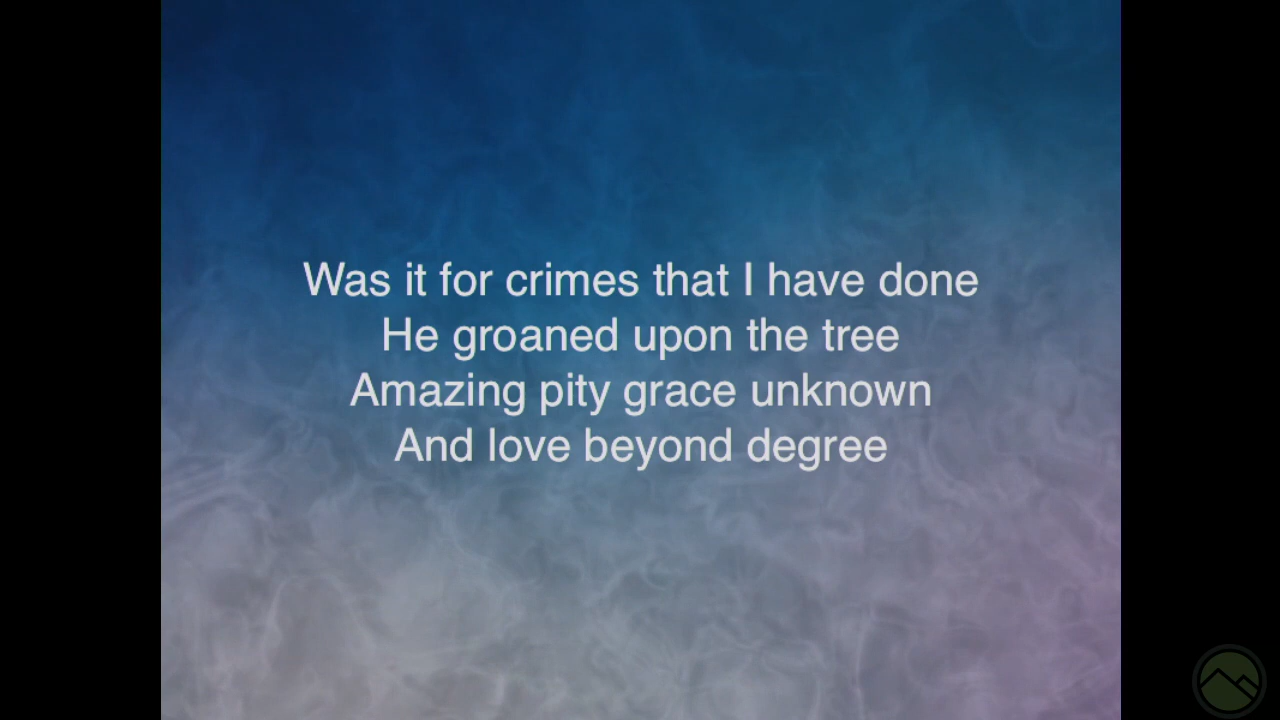 Was it for crimes that I have done
He groaned upon the tree
Amazing pity grace unknown
And love beyond degree